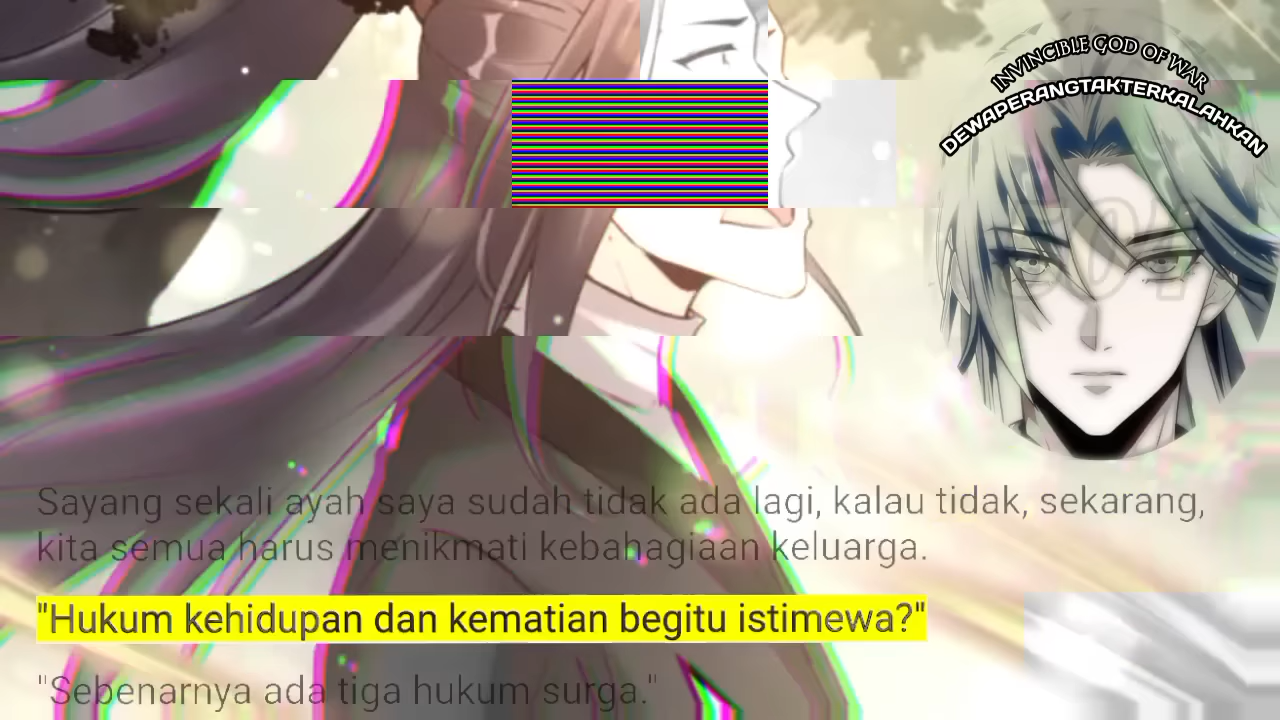 INVINCIBLE GOD OF WAR
DEWAPERANGTAKTERKALAHKAN
Sayang sekali ayah saya sudah tidak ada lagi, kalau tidak, sekarang,
kita semua harus menikmati kebahagiaan keluarga.
"Hukum kehidupan dan kematian begitu istimewa?"
"Sebenarnya ada tiga hukum surga."